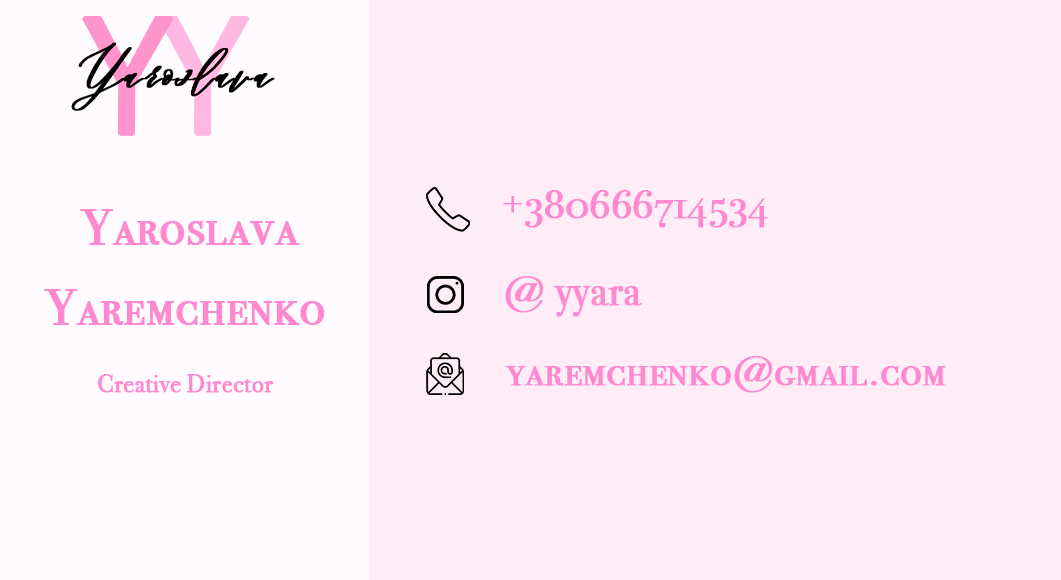 YY
Yaroslava
Yaroslava
Yaremchenko
Creative Director
+380666714534
@ yyara
yaremchenko@gmail.com